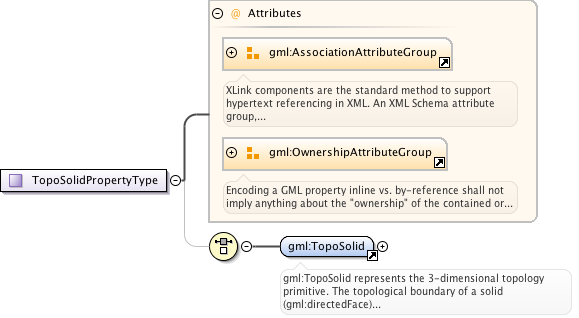 Attributes
gml:AssociationAttributeGroup
XLink components are the standard method to support
hypertext referencing in XML. An XML Schema attribute
group,...
gml:OwnershipAttributeGroup
Encoding a GML property inline vs. by-reference shall not
imply anything about the "ownership" of the contained or...
TopoSolidPropertyType
gml:TopoSolid
gml:TopoSolid represents the 3-dimensional topology
primitive. The topological boundary of a solid
(gml:directedFace)...